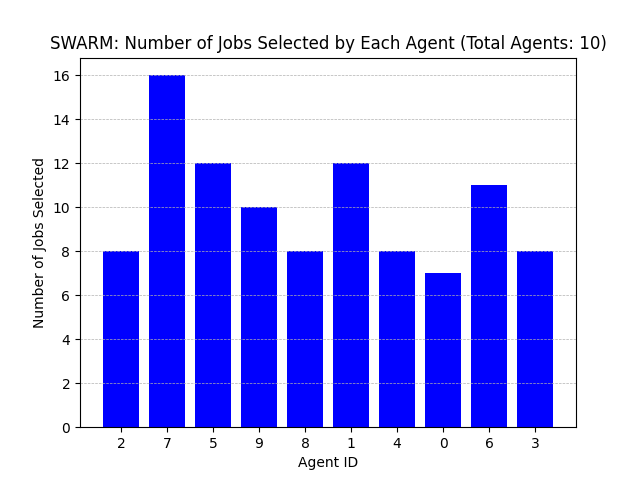 SWARM: Number of Jobs Selected by Each Agent (Total Agents: 10)
16
14
12
10
8
6
4
2
0
Number of Jobs Selected
2 7 5 9 8 1 4 0 6 3
Agent ID